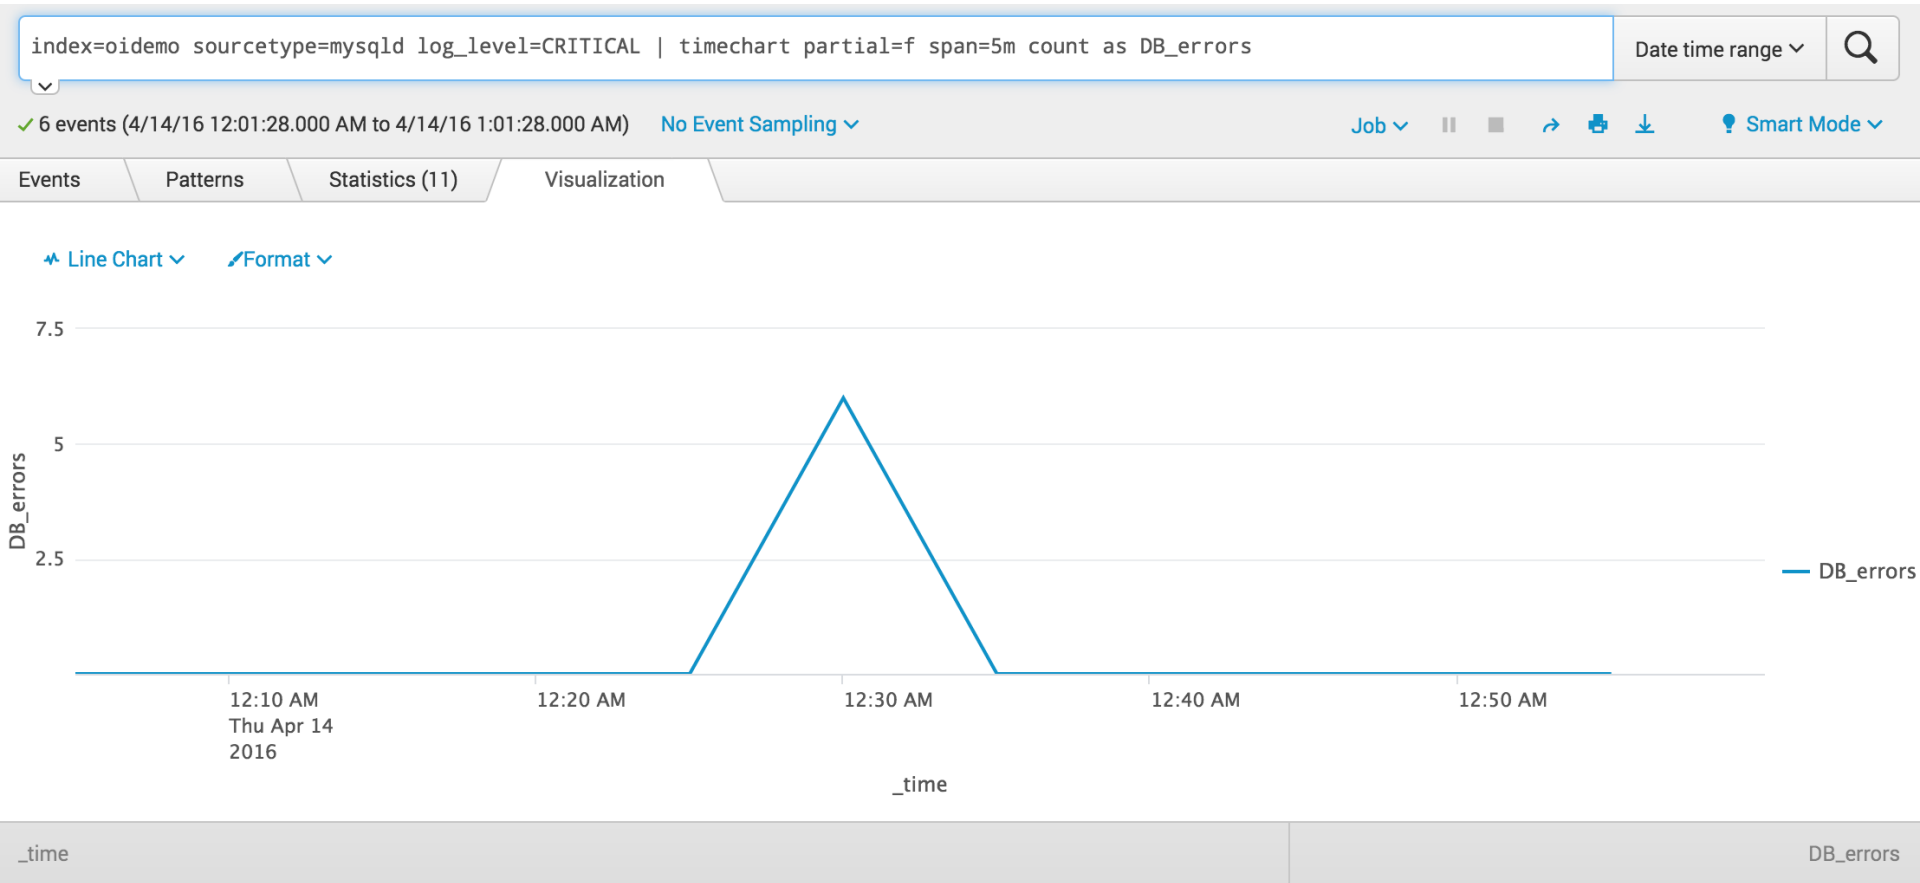 index=oidemo sourcetype=mysqld log_level=CRITICAL | timechart partial=f span=5m count as DB_errors
Date time range
6 events (4/14/16 12:01:28.000 AM to 4/14/16 1:01:28.000 AM)
No Event Sampling
Job
Smart Mode
Events
Patterns
Statistics (11)
Visualization
Line Chart
Format
7.5
5
2.5
DB_errors
DB_errors
12:10 AM
Thu Apr 14
2016
12:20 AM
12:30 AM
12:40 AM
12:50 AM
_time
_time
DB_errors